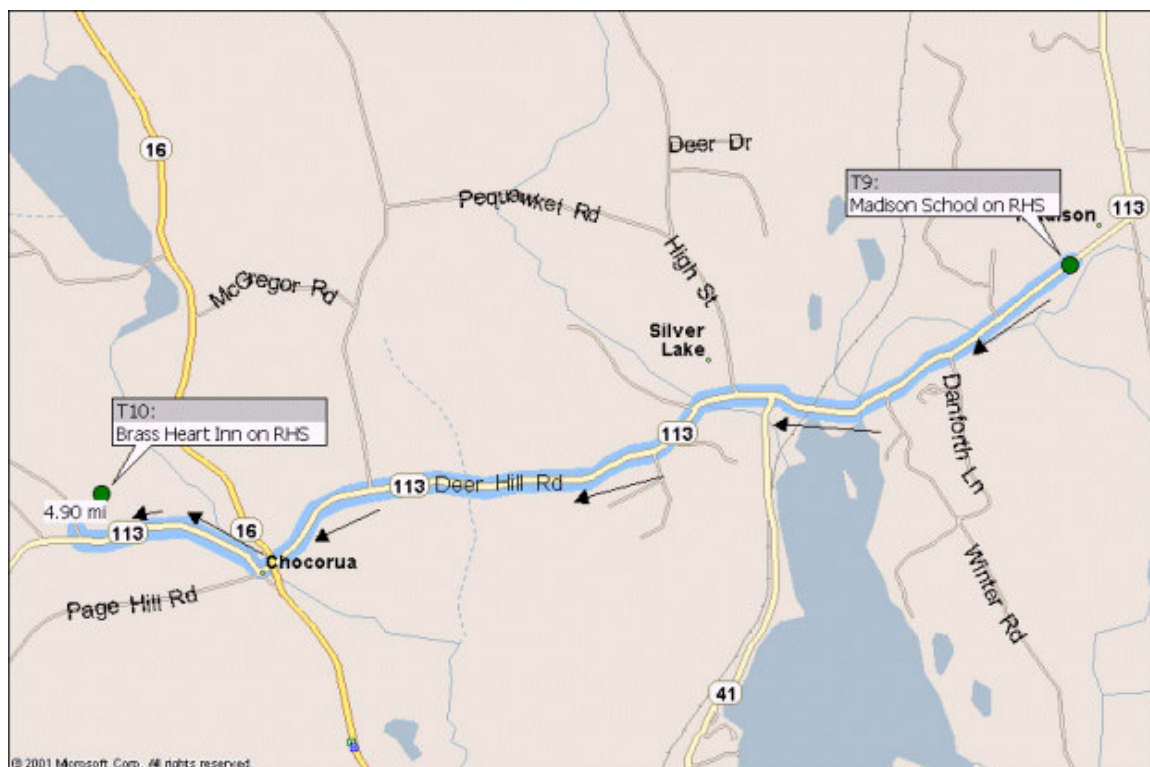 16
Deer Dr
T9:
Madison School on RHS
113
Pequawket Rd
High St
McGregor Rd
Silver
Lake
Danforth Ln
T10:
Brass Heart Inn on RHS
113
113
Deer Hill Rd
4.90 mi
113
16
Chocorua
Winter Rd
Page Hill Rd
41
© 2001 Microsoft Corp. All rights reserved.